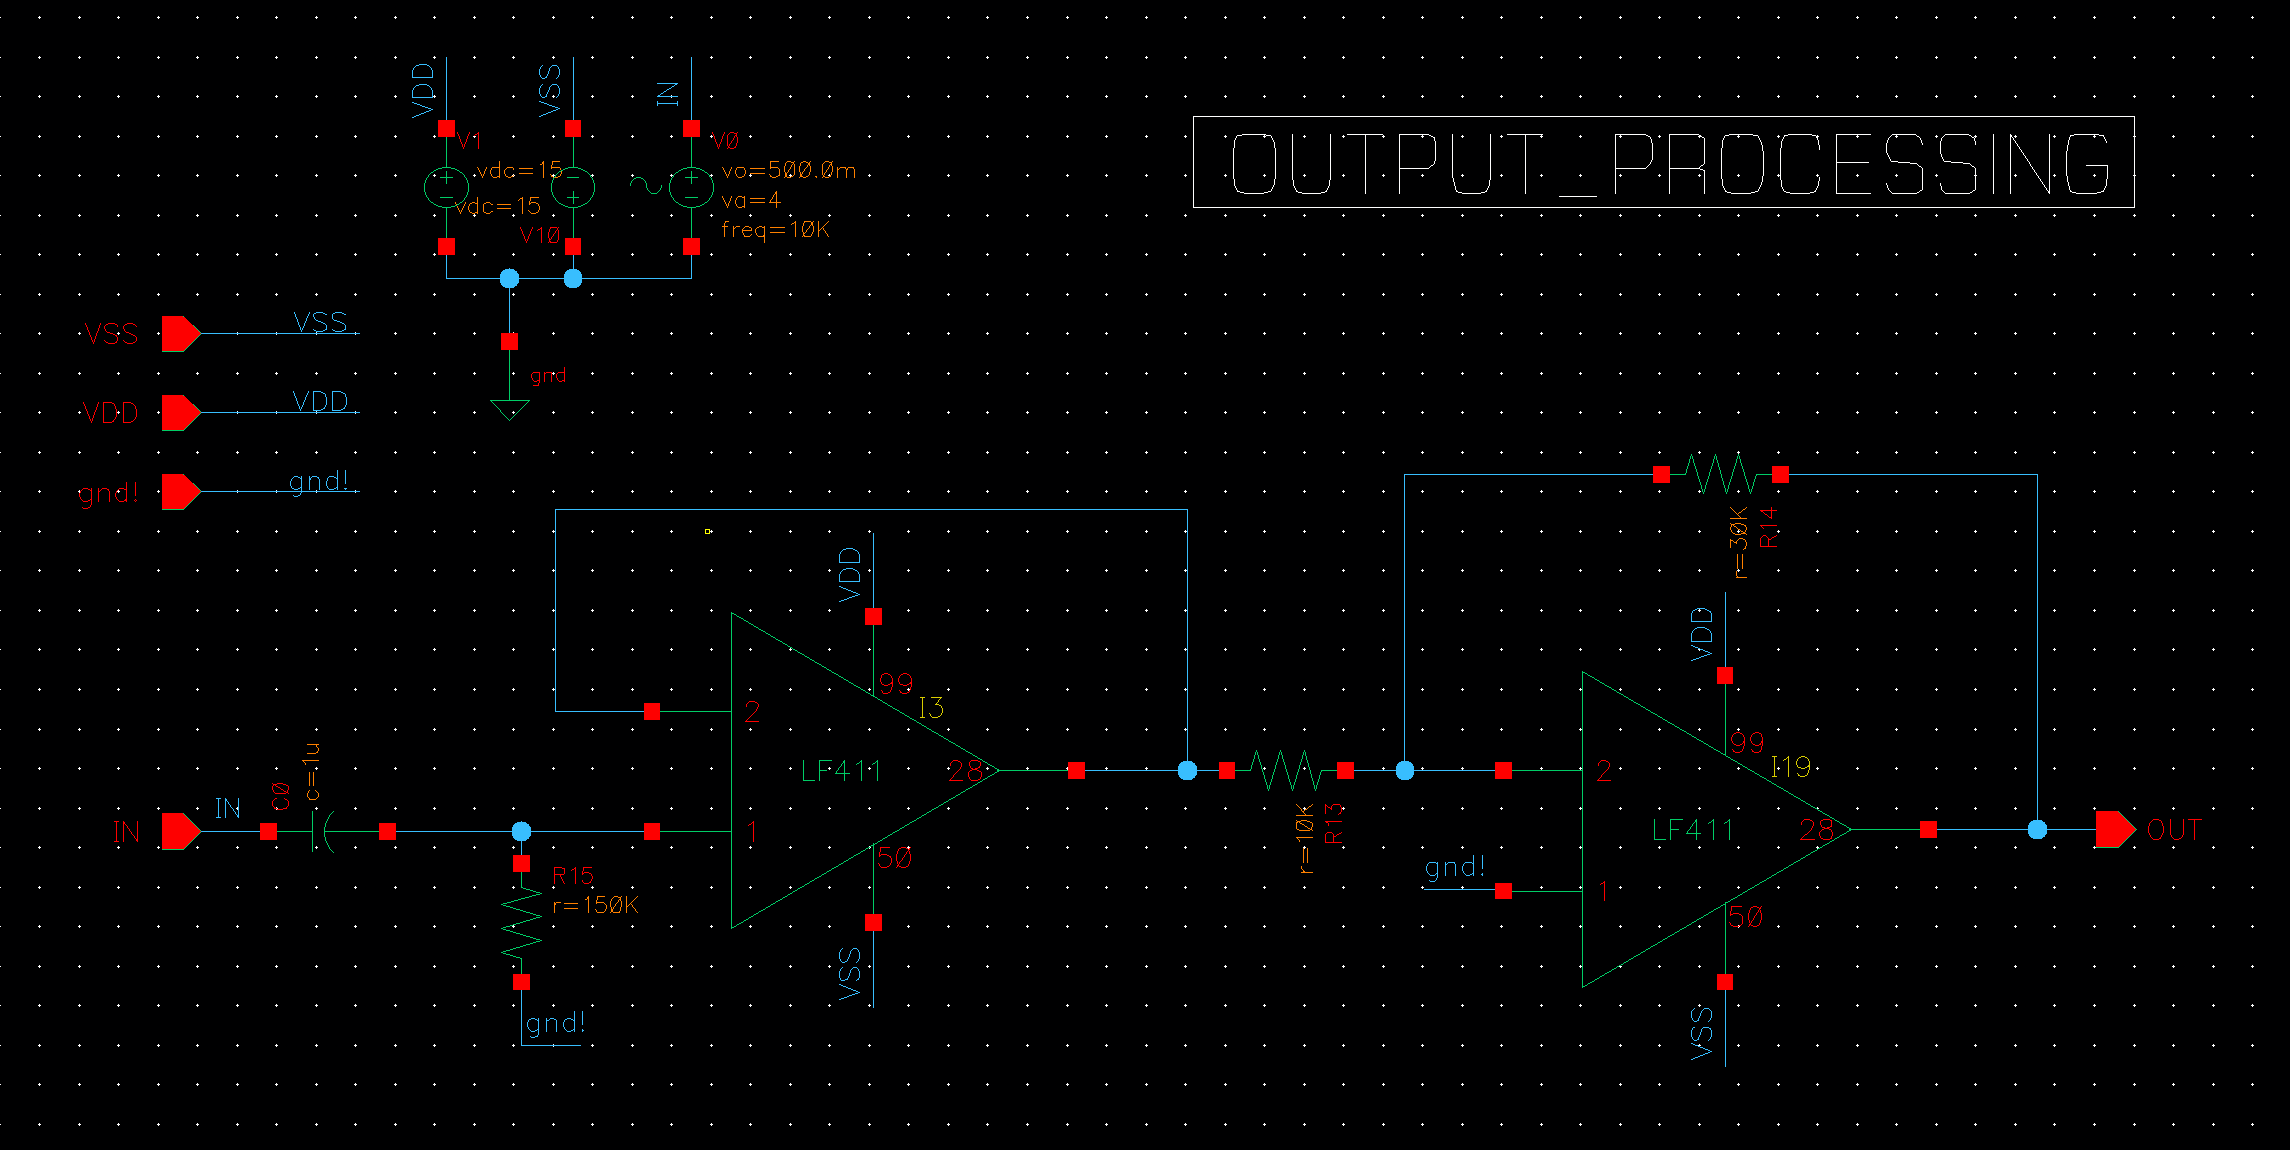 OUTPUT_PROCESSING
VDD
VSS
IN
V1
vdc=15
vdc=15
V10
V0
vo=500.0m
va=4
freq=10K
gnd
VSS
VSS
VDD
VDD
gnd!
gnd!
IN
IN
C0
c=1u
R15
r=150K
gnd!
VDD
99
I3
2
LF411
28
1
50
VSS
r=10K
R13
r=30K
R14
VDD
99
I19
2
LF411
28
gnd!
1
50
VSS
OUT